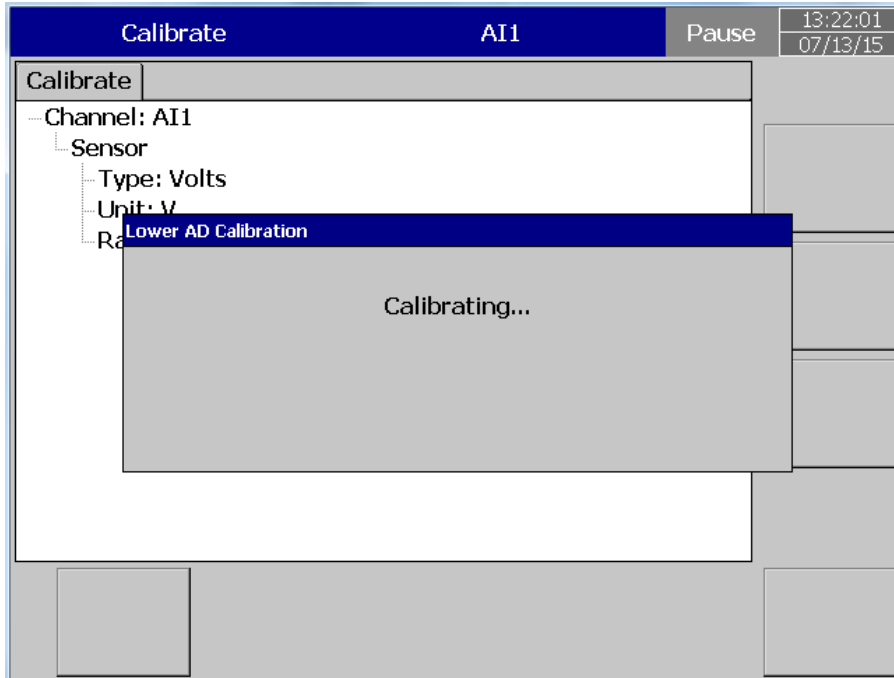 Calibrate AI1 Pause 13:22:01
07/13/15
Calibrate
Channel: AI1
Sensor
Type: Volts
Unit: V
Lower AD Calibration
Calibrating...